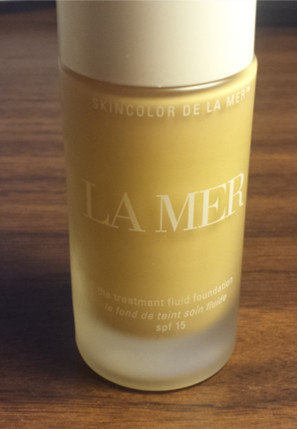 SKINCOLOR DE LA MER
LA MER
the treatment fluid foundation
le fond de teint soin fluide
spf 15